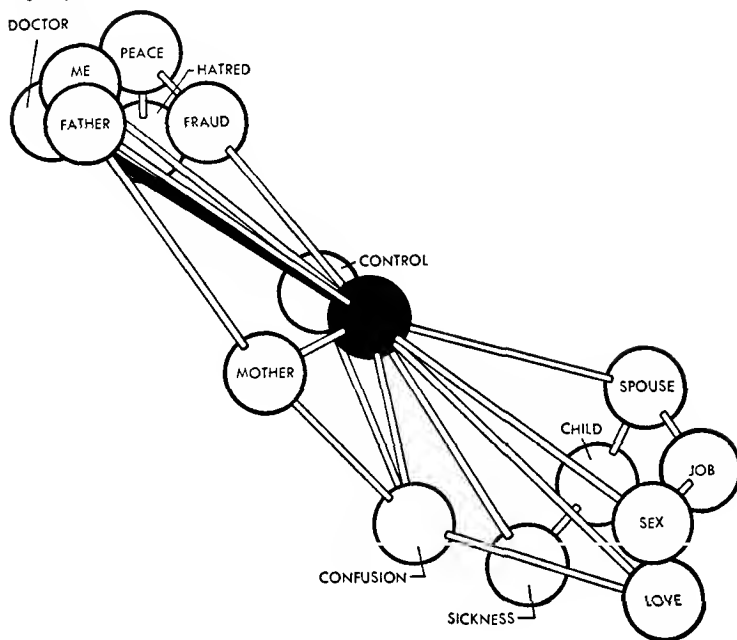 DOCTOR
PEACE
ME
HATRED
FATHER
FRAUD
CONTROL
MOTHER
SPOUSE
CHILD
JOB
SEX
CONFUSION
SICKNESS
LOVE